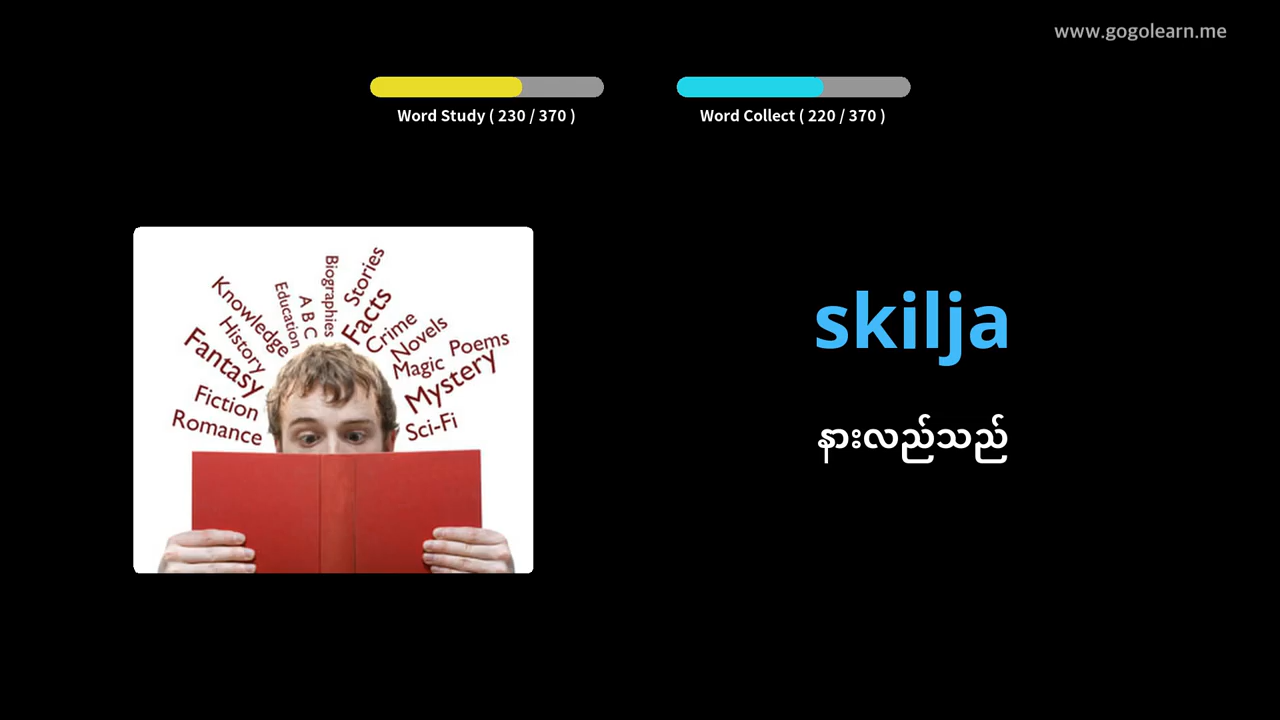 www.gogolearn.me
Word Study ( 230 / 370 )
Word Collect ( 220 / 370 )
Knowledge
History
Fantasy
Fiction
Romance
Education
A B C
Biographies
Stories
Facts
Crime
Novels
Magic
Poems
Mystery
Sci-Fi
skilja
နားလည်သည်